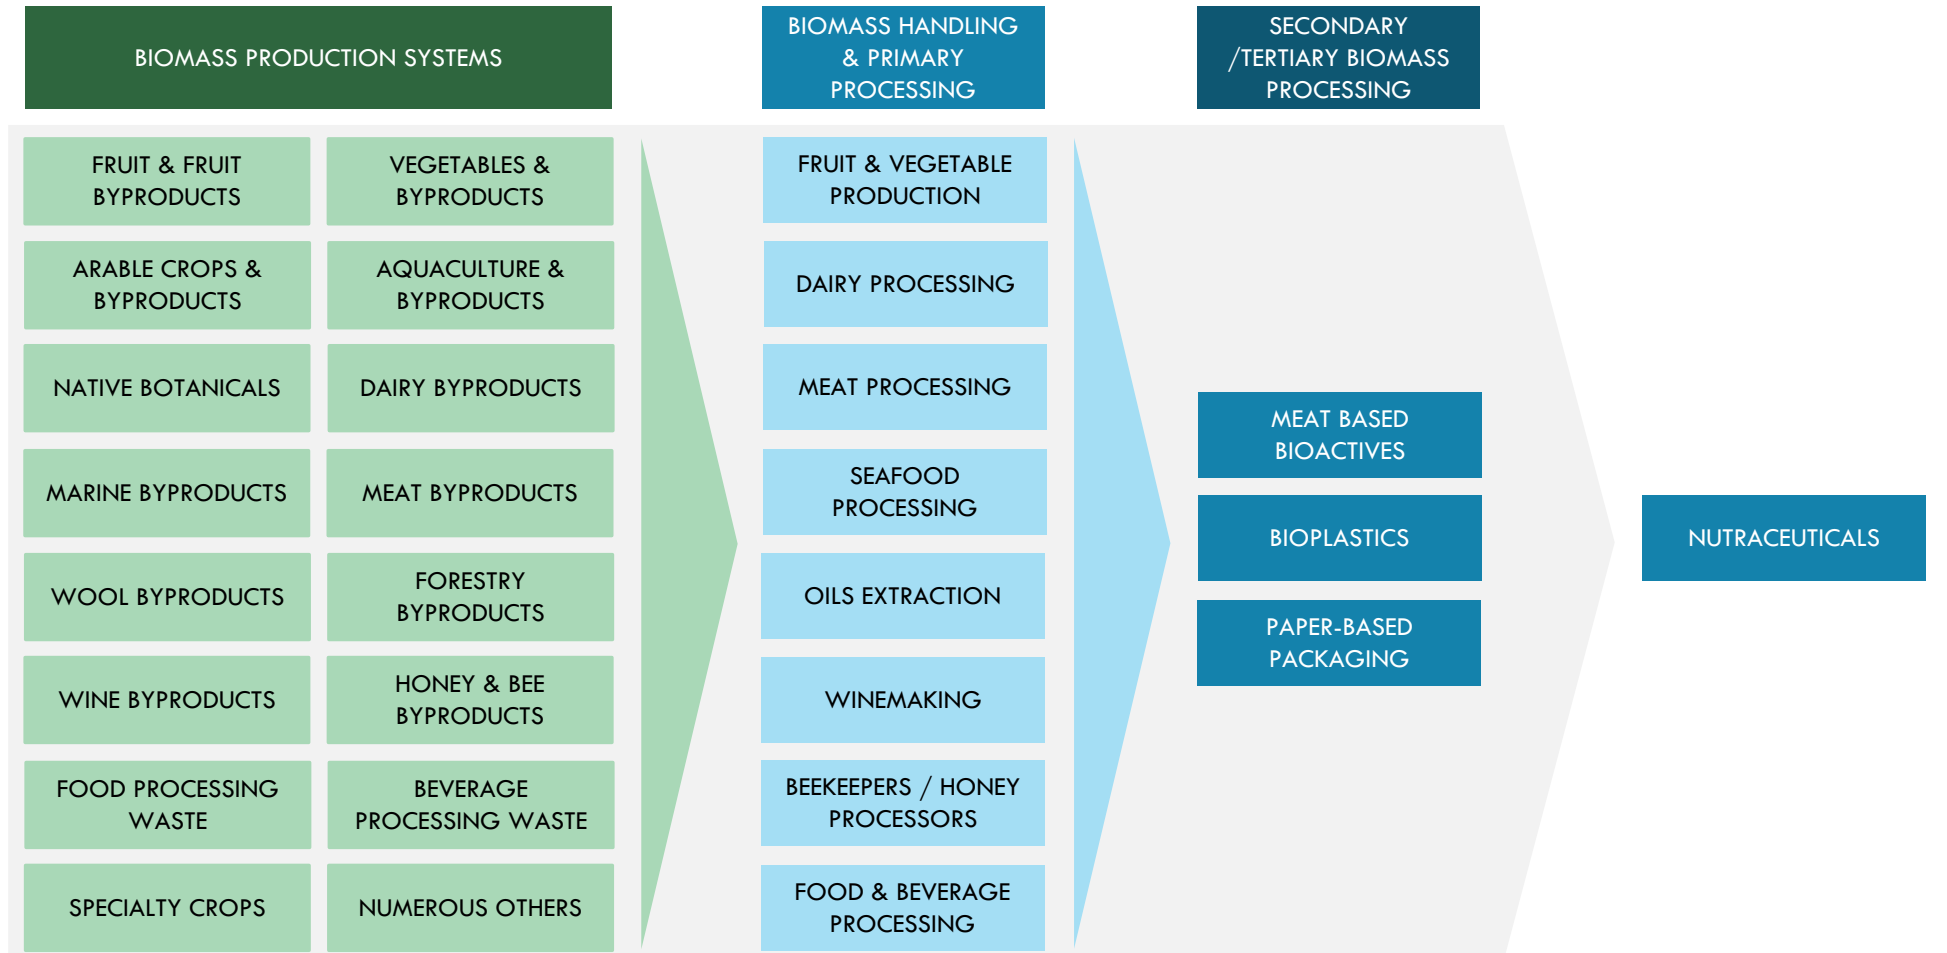 BIOMASS PRODUCTION SYSTEMS
BIOMASS HANDLING
& PRIMARY
PROCESSING
SECONDARY
/TERTIARY BIOMASS
PROCESSING
FRUIT & FRUIT
BYPRODUCTS
VEGETABLES &
BYPRODUCTS
ARABLE CROPS &
BYPRODUCTS
AQUACULTURE &
BYPRODUCTS
NATIVE BOTANICALS
DAIRY BYPRODUCTS
MARINE BYPRODUCTS
MEAT BYPRODUCTS
WOOL BYPRODUCTS
FORESTRY
BYPRODUCTS
WINE BYPRODUCTS
HONEY & BEE
BYPRODUCTS
FOOD PROCESSING
WASTE
BEVERAGE
PROCESSING WASTE
SPECIALTY CROPS
NUMEROUS OTHERS
FRUIT & VEGETABLE
PRODUCTION
DAIRY PROCESSING
MEAT PROCESSING
SEAFOOD
PROCESSING
OILS EXTRACTION
WINEMAKING
BEEKEEPERS / HONEY
PROCESSORS
FOOD & BEVERAGE
PROCESSING
MEAT BASED
BIOACTIVES
BIOPLASTICS
PAPER-BASED
PACKAGING
NUTRACEUTICALS